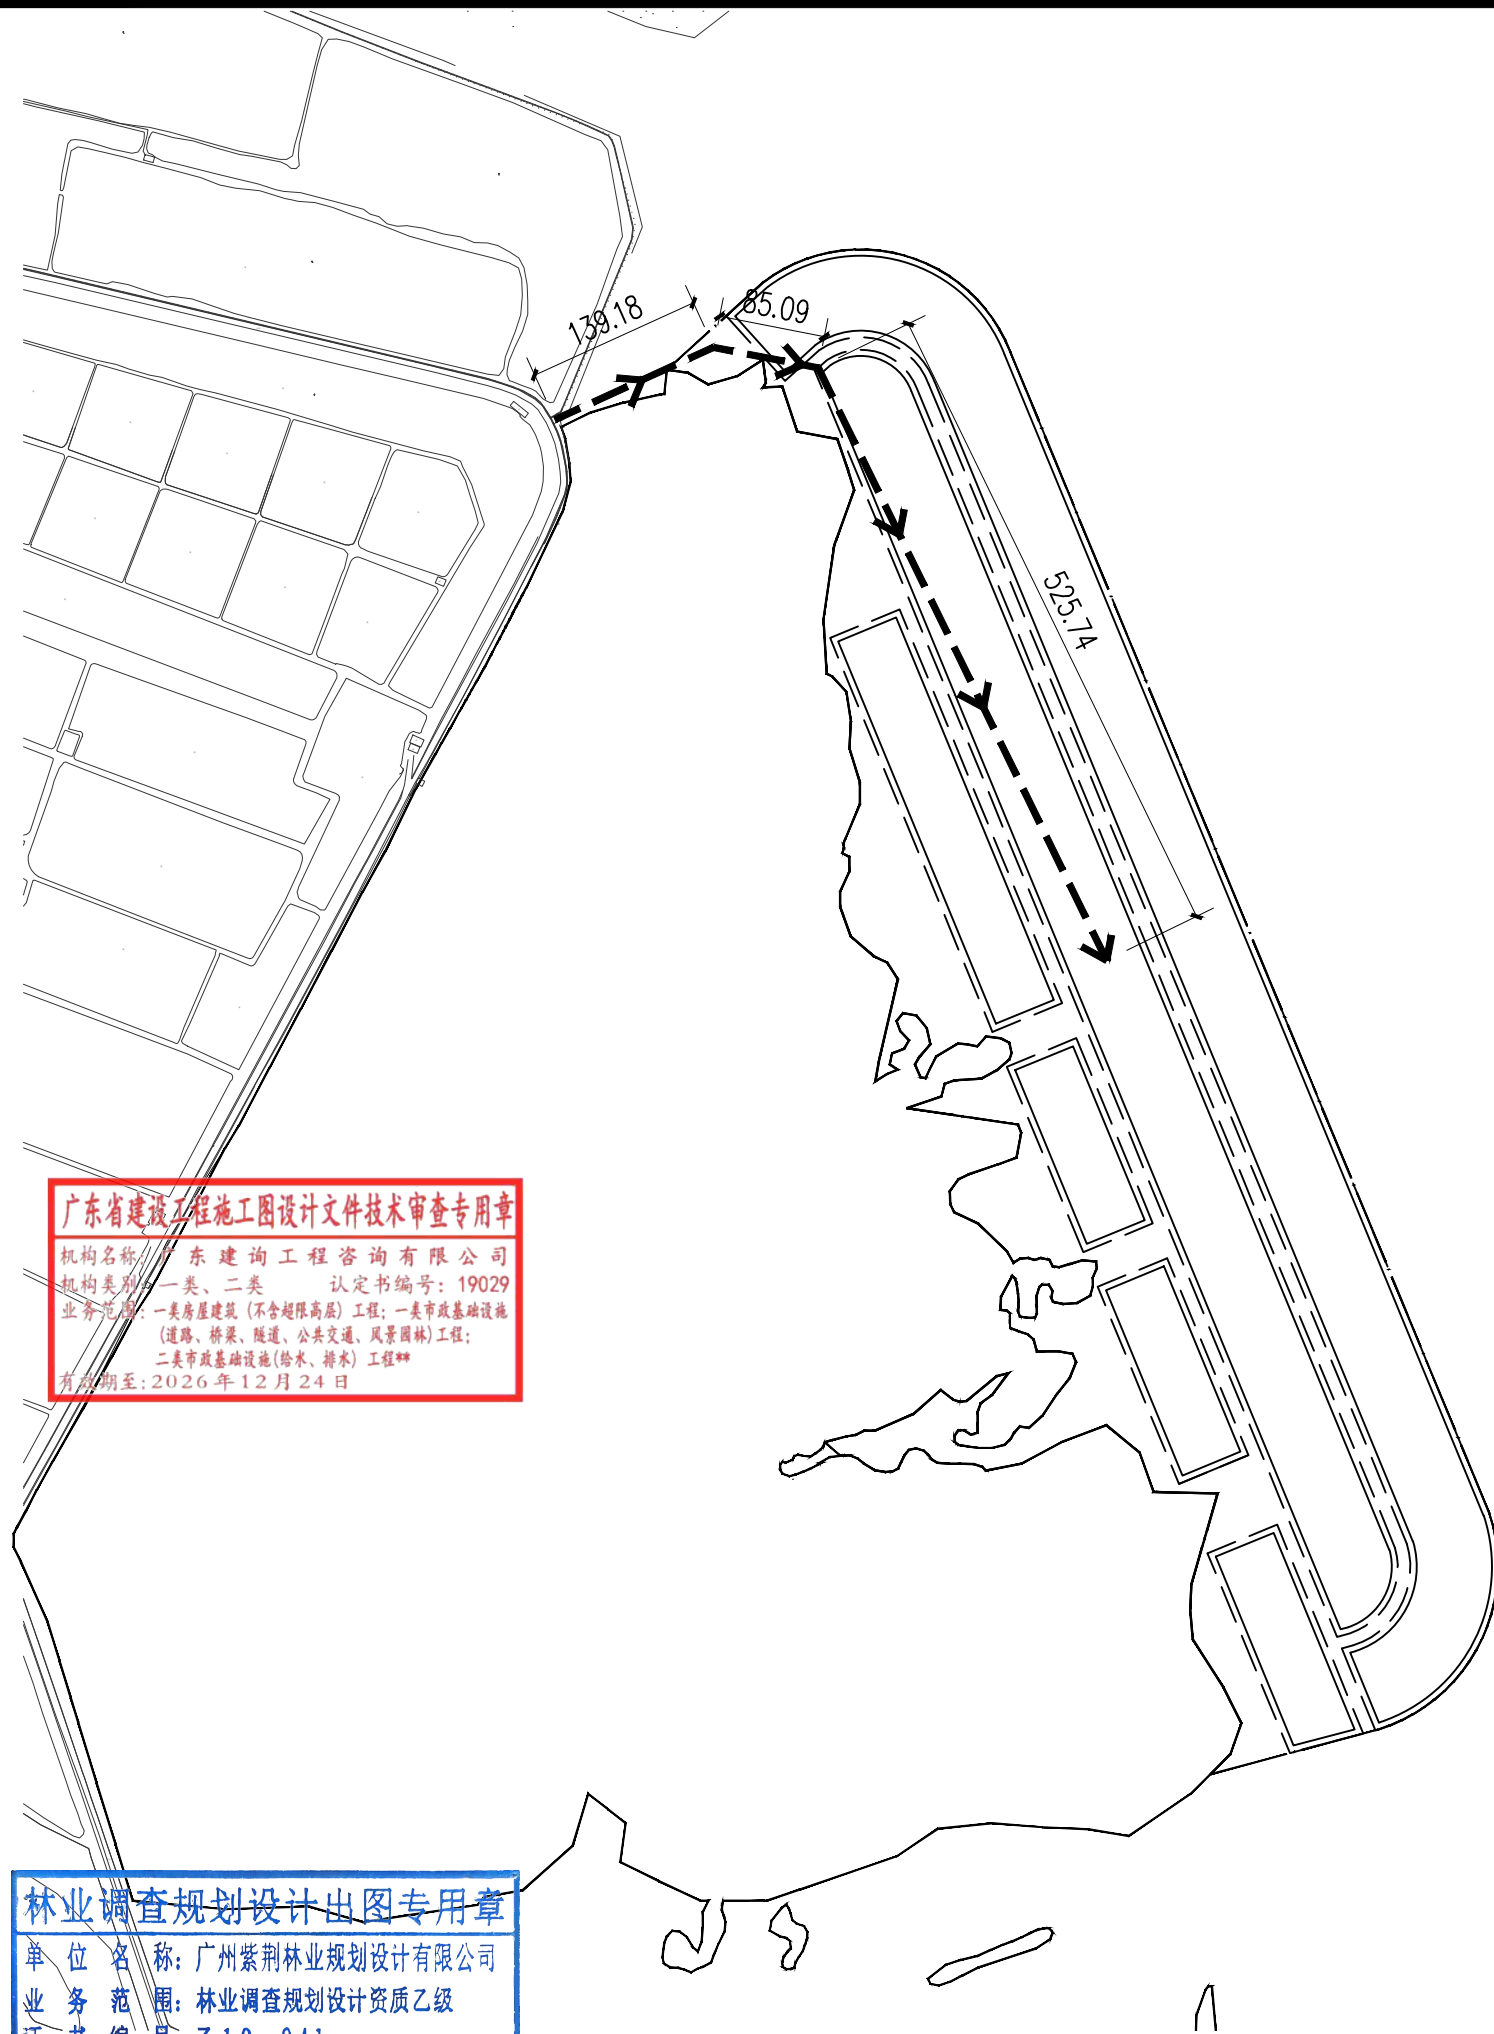 139.18
85.09
525.74
广东省建设工程施工图设计文件技术审查专用章
机构名称: 广东建询工程咨询有限公司
机构类别: 一类、二类 认定书编号: 19029
业务范围: 一类房屋建筑（不含超限高层）工程; 一类市政基础设施
(道路、桥梁、隧道、公共交通、风景园林)工程;
二类市政基础设施(给水、排水) 工程**
有效期至: 2026年12月24日
林业调查规划设计出图专用章
单位名称: 广州紫荆林业规划设计有限公司
业务范围: 林业调查规划设计资质乙级